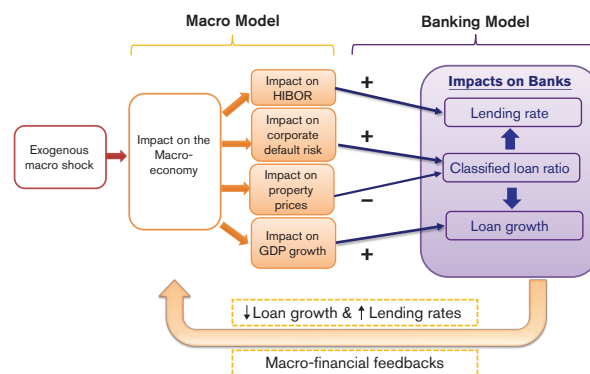 Macro Model
Banking Model
Exogenous
macro shock
Impact on the
Macro-
economy
Impact on
HIBOR
Impact on
corporate
default risk
Impact on
property
prices
Impact on
GDP growth
+
+
–
+
Impacts on Banks
Lending rate
Classified loan ratio
Loan growth
↓Loan growth & ↑ Lending rates
Macro-financial feedbacks